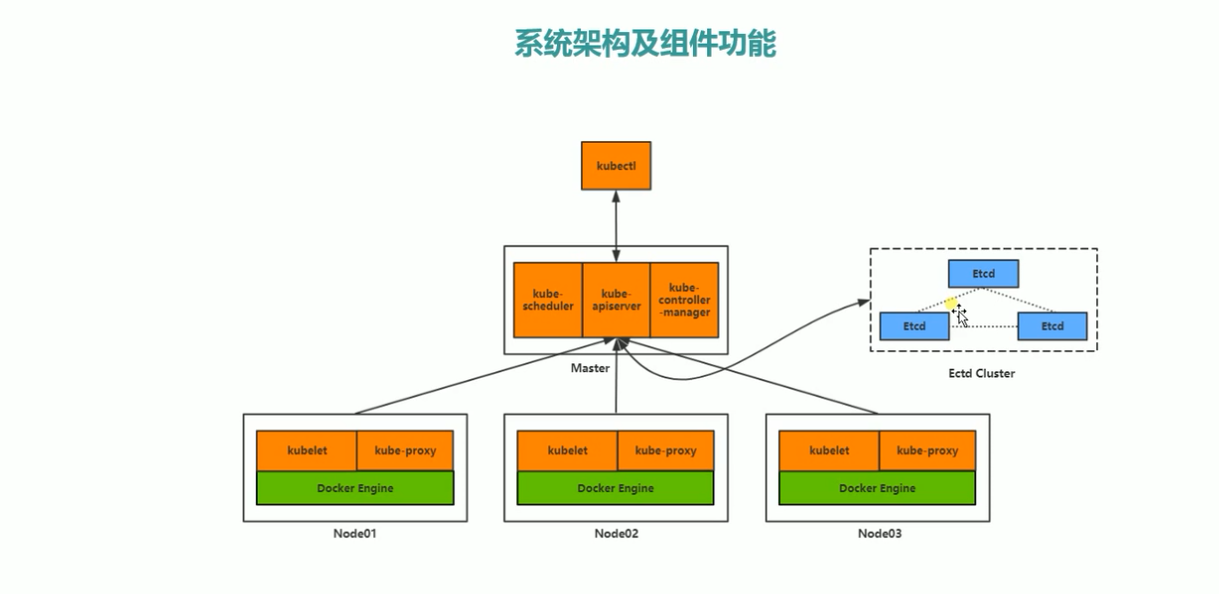 系统架构及组件功能
kubectl
kube-
scheduler
kube-
apiserver
kube-
controller
-manager
Master
Etcd
Etcd
Etcd
Ectd Cluster
kubelet
kube-proxy
Docker Engine
Node01
kubelet
kube-proxy
Docker Engine
Node02
kubelet
kube-proxy
Docker Engine
Node03